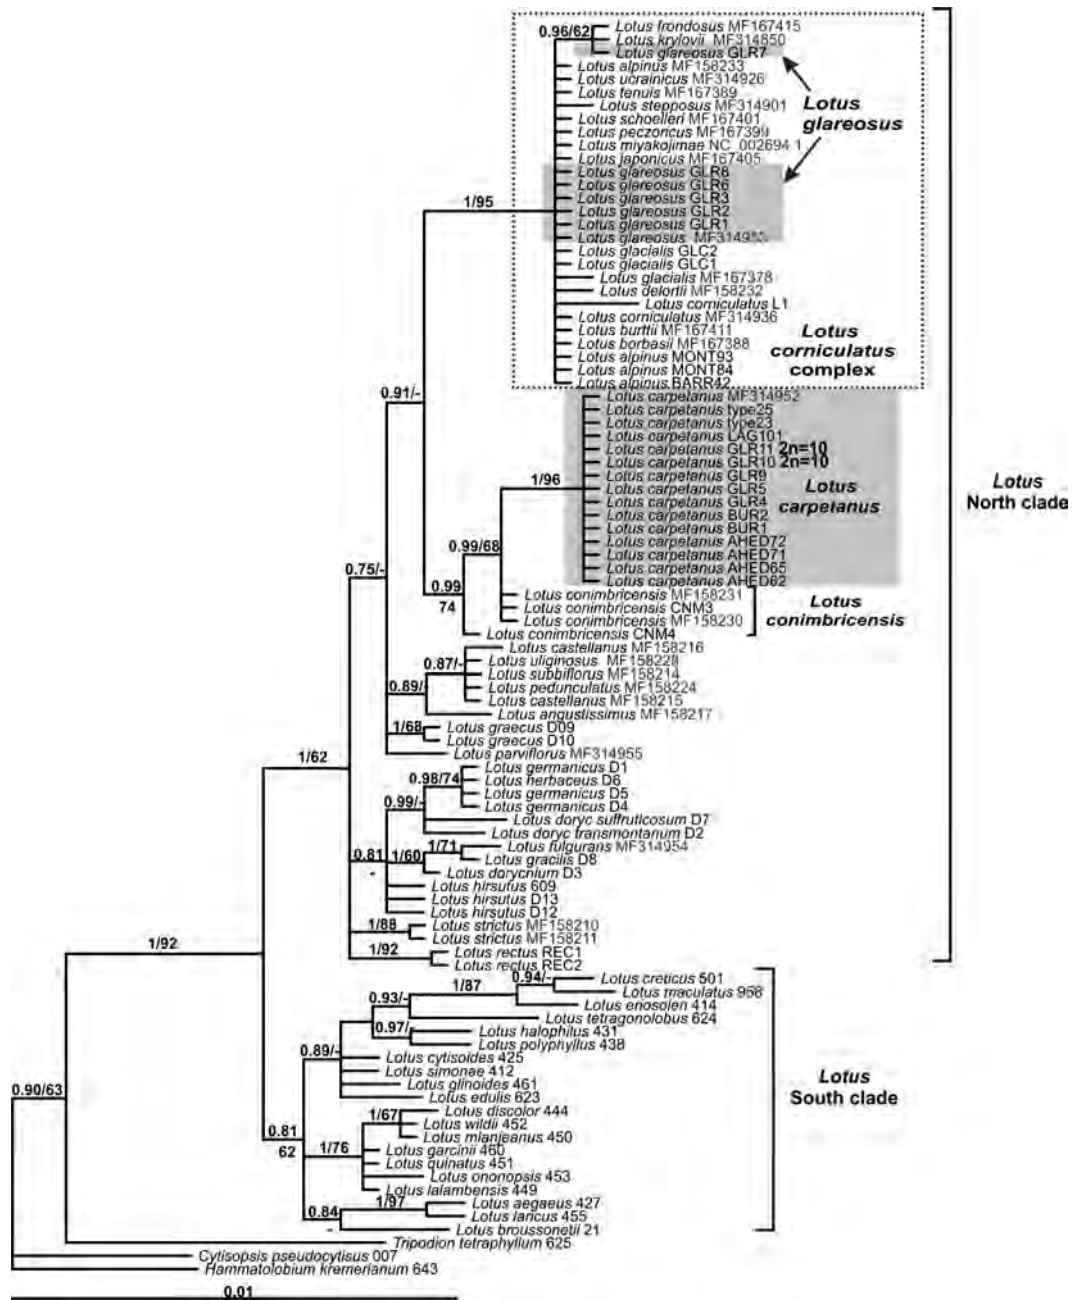 0.96/62
Lotus frondosus MF167415
Lotus krylovii MF314850
Lotus glareosus GLR7
Lotus alpinus MF158233
Lotus ucrainicus MF314926
Lotus tenuis MF167389
Lotus stepposus MF314901
Lotus schoelleri MF167401
Lotus peczoricus MF167399
Lotus miyakojimae NC_002694.1
Lotus japonicus MF167405
Lotus
glareosus
Lotus glareosus GLR8
Lotus glareosus GLR6
Lotus glareosus GLR3
Lotus glareosus GLR2
Lotus glareosus GLR1
Lotus glareosus
1/95
Lotus glacialis GLC2
Lotus glacialis GLC1
Lotus glacialis MF167378
Lotus delortii MF158232
Lotus corniculatus L1
Lotus corniculatus MF314936
Lotus burttii MF167411
Lotus borbasii MF167388
Lotus alpinus MONT93
Lotus alpinus MONT84
Lotus alpinus BARR42
Lotus
corniculatus
complex
0.91/-
Lotus carpetanus MF314952
Lotus carpetanus type25
Lotus carpetanus type23
Lotus carpetanus LAG101
Lotus carpetanus GLR11 2n=10
Lotus carpetanus GLR10 2n=10
Lotus carpetanus GLR9
Lotus carpetanus GLR5
Lotus carpetanus GLR4
Lotus carpetanus BUR2
Lotus carpetanus BUR1
Lotus carpetanus AHED72
Lotus carpetanus AHED71
Lotus carpetanus AHED65
Lotus carpetanus AHED62
1/96
Lotus
carpetanus
Lotus
North clade
0.99/68
0.99
74
Lotus conimbricensis MF158231
Lotus conimbricensis CNM3
Lotus conimbricensis MF158230
Lotus conimbricensis CNM4
Lotus
conimbricensis
0.75/-
Lotus castellanus MF158216
Lotus uliginosus MF158228
Lotus subbiflorus MF158214
Lotus pedunculatus MF158224
Lotus castellanus MF158215
Lotus angustissimus MF158217
0.87/-
0.89/-
1/68
Lotus graecus D09
Lotus graecus D10
Lotus parviflorus MF314955
1/62
Lotus germanicus D1
Lotus herbaceus D6
Lotus germanicus D5
Lotus germanicus D4
0.98/74
0.99/-
Lotus doryc suffruticosum D7
Lotus doryc transmontanum D2
1/71
Lotus fulgurans MF314954
Lotus gracilis D8
0.81
-
1/60
Lotus dorycnium D3
Lotus hirsutus 609
Lotus hirsutus D13
Lotus hirsutus D12
1/88
Lotus strictus MF158210
Lotus strictus MF158211
1/92
Lotus rectus REC1
Lotus rectus REC2
1/92
0.94/-
Lotus creticus 501
Lotus maculatus 968
1/87
Lotus eriosolen 414
0.93/-
Lotus tetragonolobus 624
0.97/-
Lotus halophilus 431
Lotus polyphyllus 438
0.89/-
Lotus cytisoides 425
Lotus simonae 412
Lotus glinoides 461
Lotus edulis 623
Lotus
South clade
0.90/63
1/67
Lotus discolor 444
Lotus wildii 452
Lotus mlanjeanus 450
0.81
62
1/76
Lotus garcinii 460
Lotus quinatus 451
Lotus ononopsis 453
Lotus lalambensis 449
1/97
Lotus aegaeus 427
Lotus laricus 455
0.84
-
Lotus broussonetii 21
Tripodion tetraphyllum 625
Cytisopsis pseudocytisus 007
Hammatolobium kremerianum 643
0.01